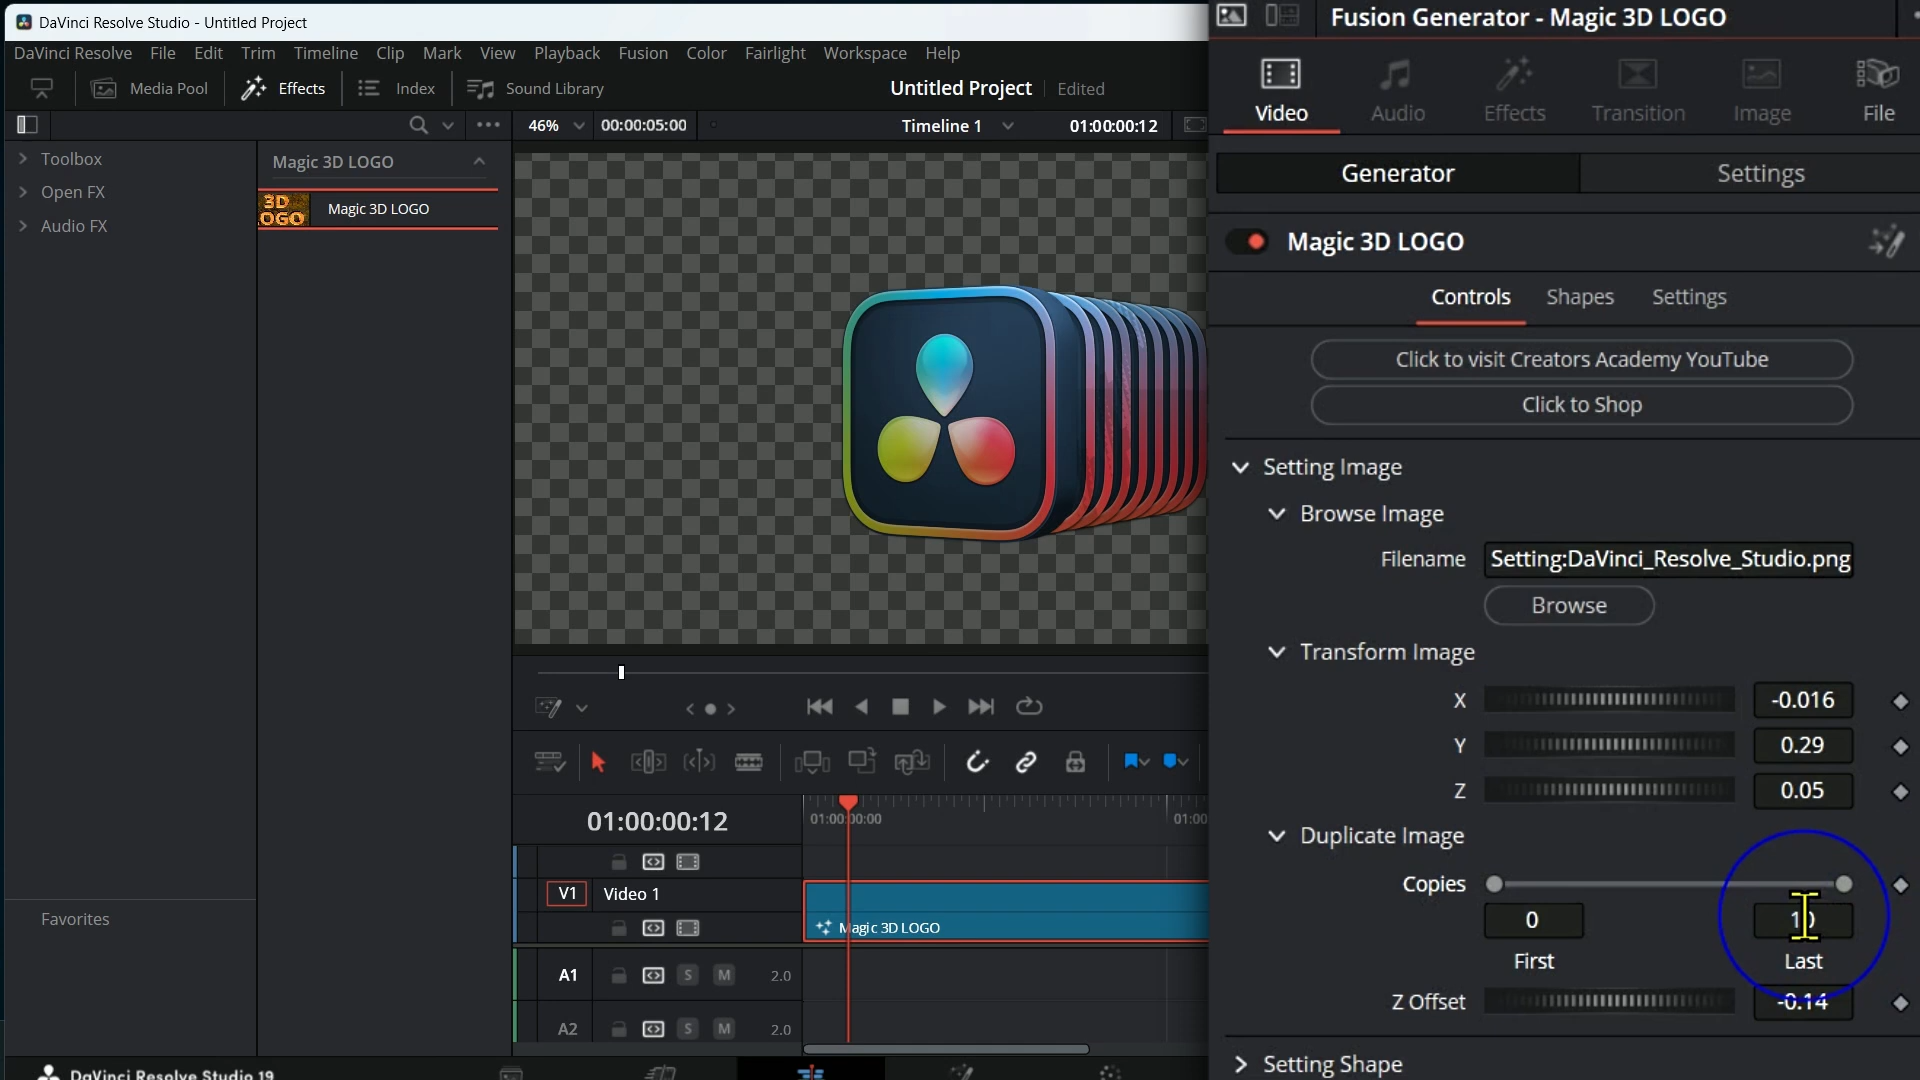 DaVinci Resolve Studio - Untitled Project
DaVinci Resolve File Edit Trim Timeline Clip Mark View Playback Fusion Color Fairlight Workspace Help
Media Pool Effects Index Sound Library Untitled Project Edited
46% 00:00:05:00 Timeline 1 01:00:00:12
Toolbox
Open FX
Audio FX
Favorites
Magic 3D LOGO
3D
OGO
Magic 3D LOGO
01:00:00:12
01:00:00:00
01:00
V1 Video 1
Magic 3D LOGO
A1 S M 2.0
A2 S M 2.0
DaVinci Resolve Studio 19
Fusion Generator - Magic 3D LOGO
Video Audio Effects Transition Image File
Generator Settings
Magic 3D LOGO
Controls Shapes Settings
Click to visit Creators Academy YouTube
Click to Shop
Setting Image
Browse Image
Filename Setting:DaVinci_Resolve_Studio.png
Browse
Transform Image
X -0.016
Y 0.29
Z 0.05
Duplicate Image
Copies
0 10
First Last
Z Offset -0.14
Setting Shape